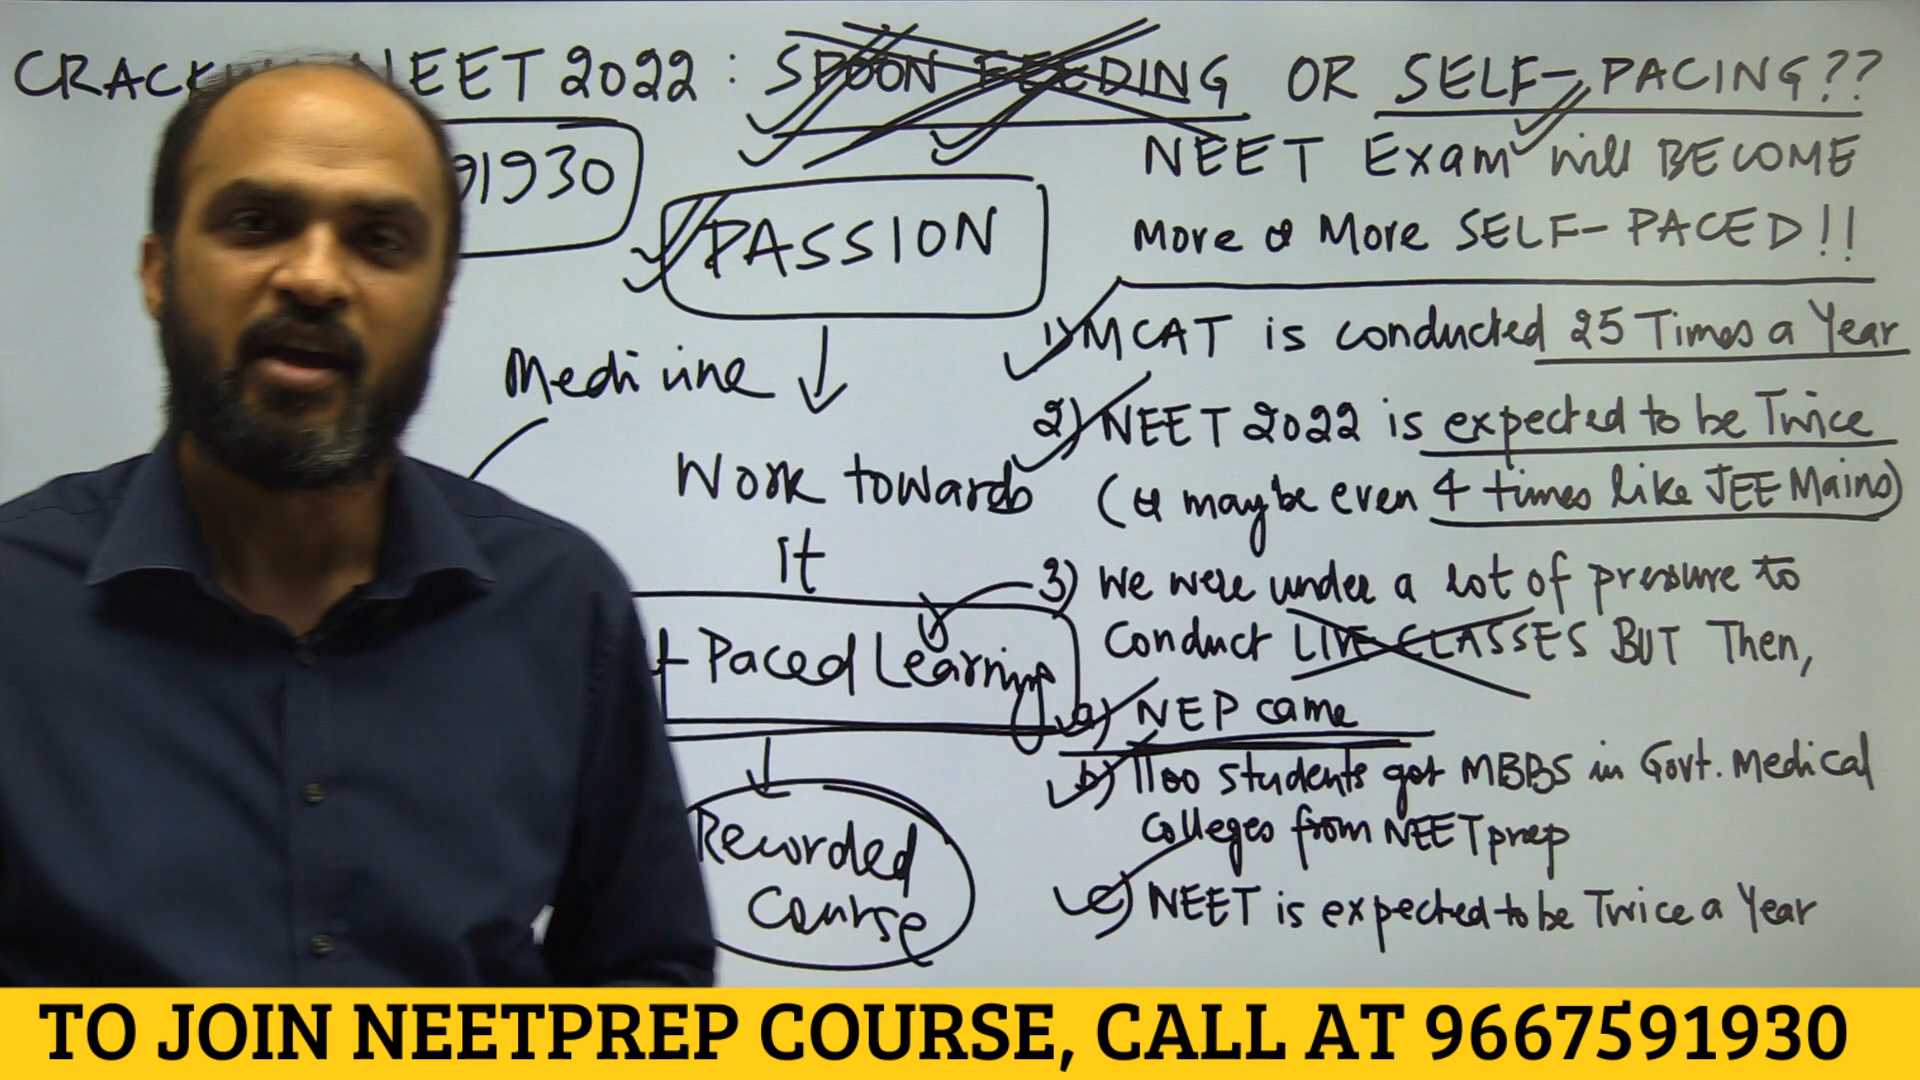 CRACKING NEET 2022 : SPOON FEEDING OR SELF-PACING??
91930
PASSION
Medicine
Work towards
it
f Paced Learning
Recorded
Course
NEET Exam will BECOME
More & More SELF-PACED!!
1) MCAT is conducted 25 Times a Year
2) NEET 2022 is expected to be Twice
(& maybe even 4 times like JEE Mains)
3) We were under a lot of pressure to
Conduct LIVE CLASSES BUT Then,
a) NEP came
b) 1100 students got MBBS in Govt. Medical
Colleges from NEETprep
c) NEET is expected to be Twice a Year
TO JOIN NEETPREP COURSE, CALL AT 9667591930